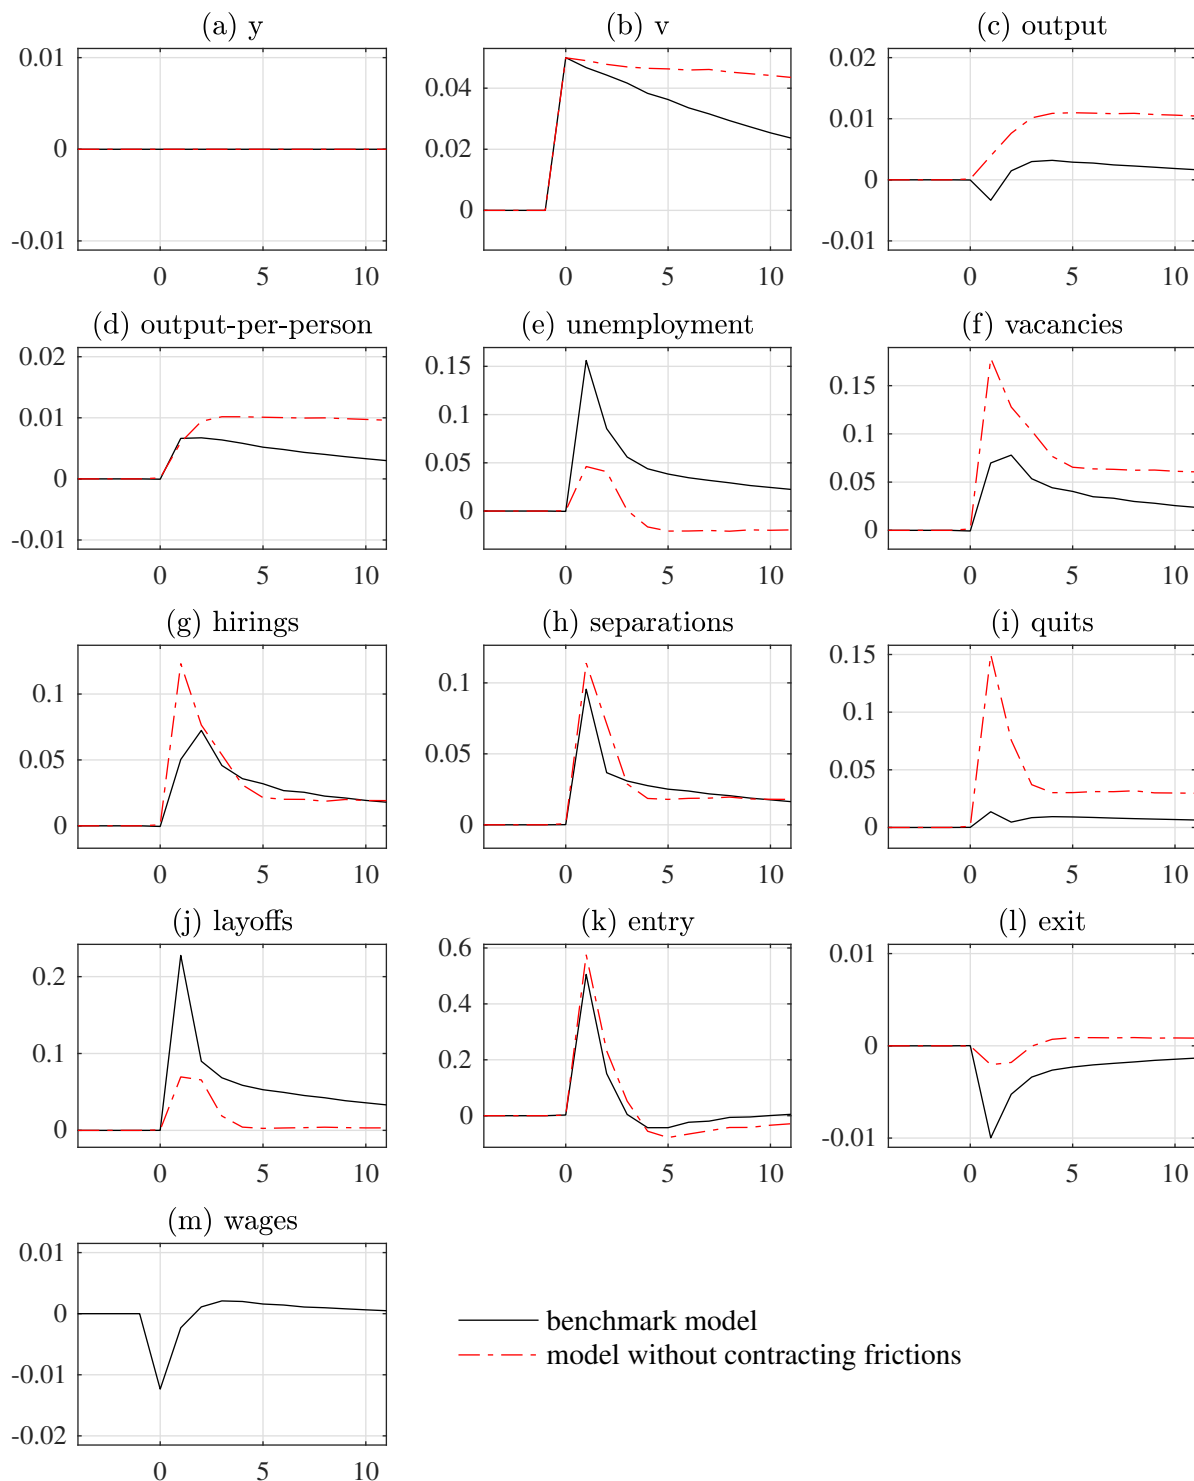 (a) y
(b) v
(c) output
0.01
0
-0.01
0 5 10
0.04
0.02
0
0 5 10
0.02
0.01
0
-0.01
0 5 10
(d) output-per-person
(e) unemployment
(f) vacancies
0.02
0.01
0
-0.01
0 5 10
0.15
0.1
0.05
0
0 5 10
0.15
0.1
0.05
0
0 5 10
(g) hirings
(h) separations
(i) quits
0.1
0.05
0
0 5 10
0.1
0.05
0
0 5 10
0.15
0.1
0.05
0
0 5 10
(j) layoffs
(k) entry
(l) exit
0.2
0.1
0
0 5 10
0.6
0.4
0.2
0
0 5 10
0.01
0
-0.01
0 5 10
(m) wages
0.01
0
-0.01
-0.02
0 5 10
benchmark model
model without contracting frictions